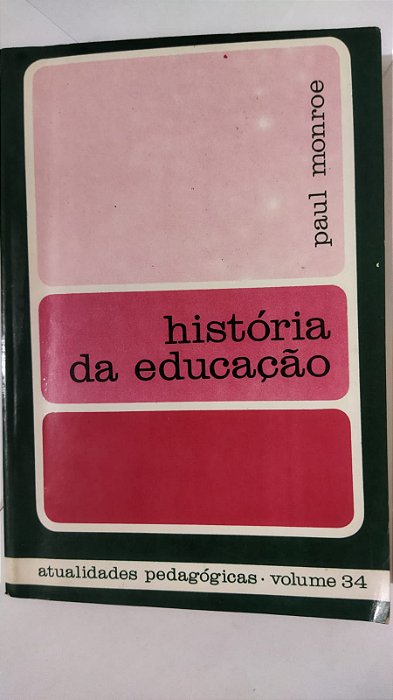 paul monroe
história
da educação
atualidades pedagógicas · volume 34